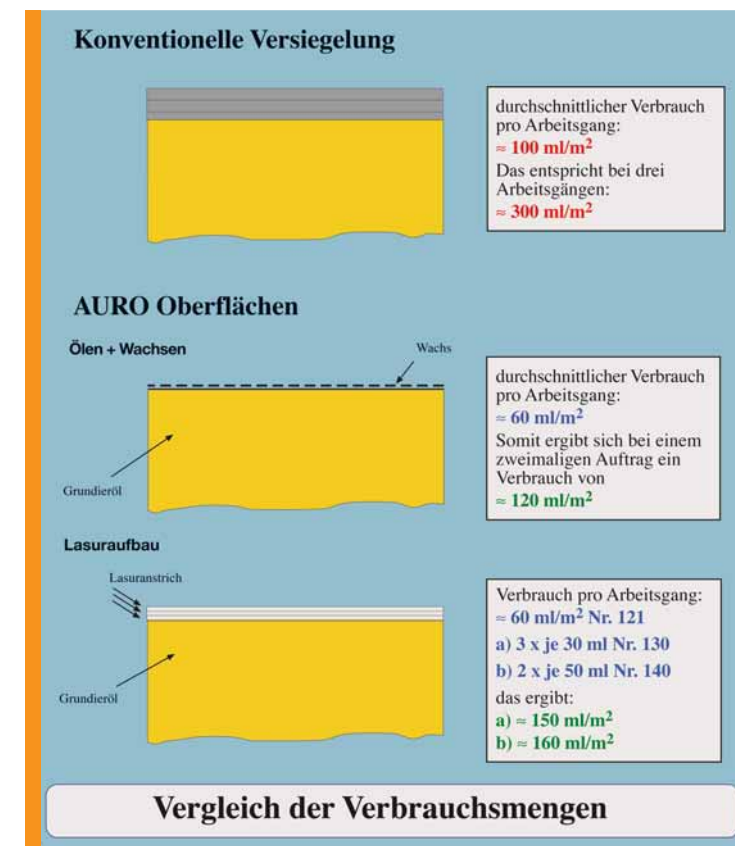 Konventionelle Versiegelung
durchschnittlicher Verbrauch
pro Arbeitsgang:
≈ 100 ml/m²
Das entspricht bei drei
Arbeitsgängen:
≈ 300 ml/m²
AURO Oberflächen
Ölen + Wachsen
Wachs
Grundieröl
durchschnittlicher Verbrauch
pro Arbeitsgang:
≈ 60 ml/m²
Somit ergibt sich bei einem
zweimaligen Auftrag ein
Verbrauch von
≈ 120 ml/m²
Lasuraufbau
Lasuranstrich
Grundieröl
Verbrauch pro Arbeitsgang:
≈ 60 ml/m² Nr. 121
a) 3 x je 30 ml Nr. 130
b) 2 x je 50 ml Nr. 140
das ergibt:
a) ≈ 150 ml/m²
b) ≈ 160 ml/m²
Vergleich der Verbrauchsmengen